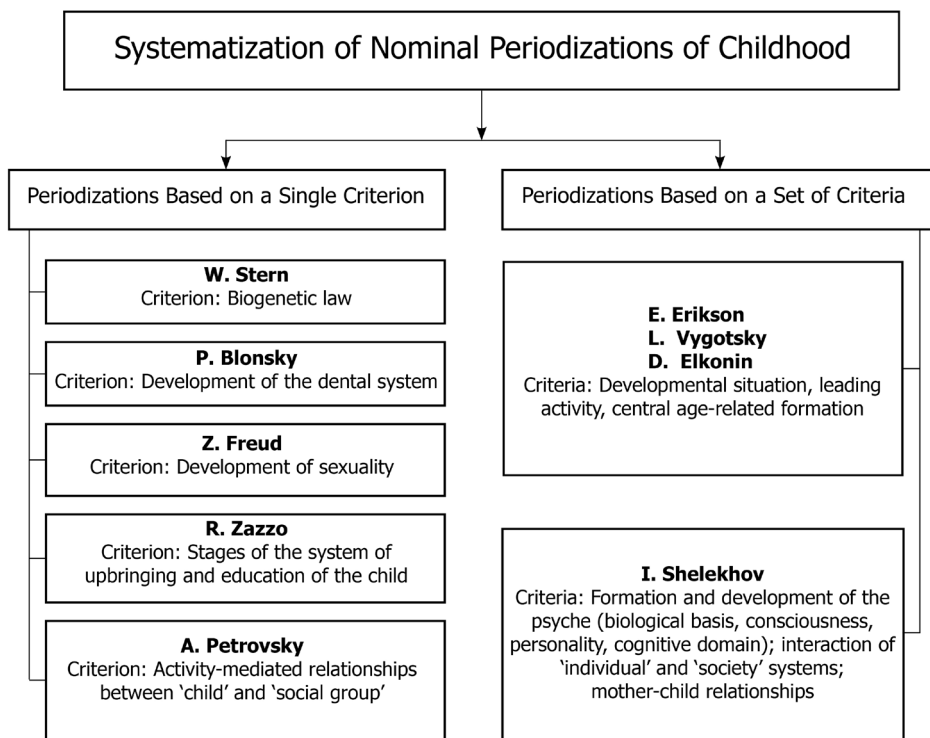 Systematization of Nominal Periodizations of Childhood
Periodizations Based on a Single Criterion
W. Stern
Criterion: Biogenetic law
P. Blonsky
Criterion: Development of the dental system
Z. Freud
Criterion: Development of sexuality
R. Zazzo
Criterion: Stages of the system of
upbringing and education of the child
A. Petrovsky
Criterion: Activity-mediated relationships
between ‘child’ and ‘social group’
Periodizations Based on a Set of Criteria
E. Erikson
L. Vygotsky
D. Elkonin
Criteria: Developmental situation, leading
activity, central age-related formation
I. Shelekhov
Criteria: Formation and development of the
psyche (biological basis, consciousness,
personality, cognitive domain); interaction of
‘individual’ and ‘society’ systems;
mother-child relationships